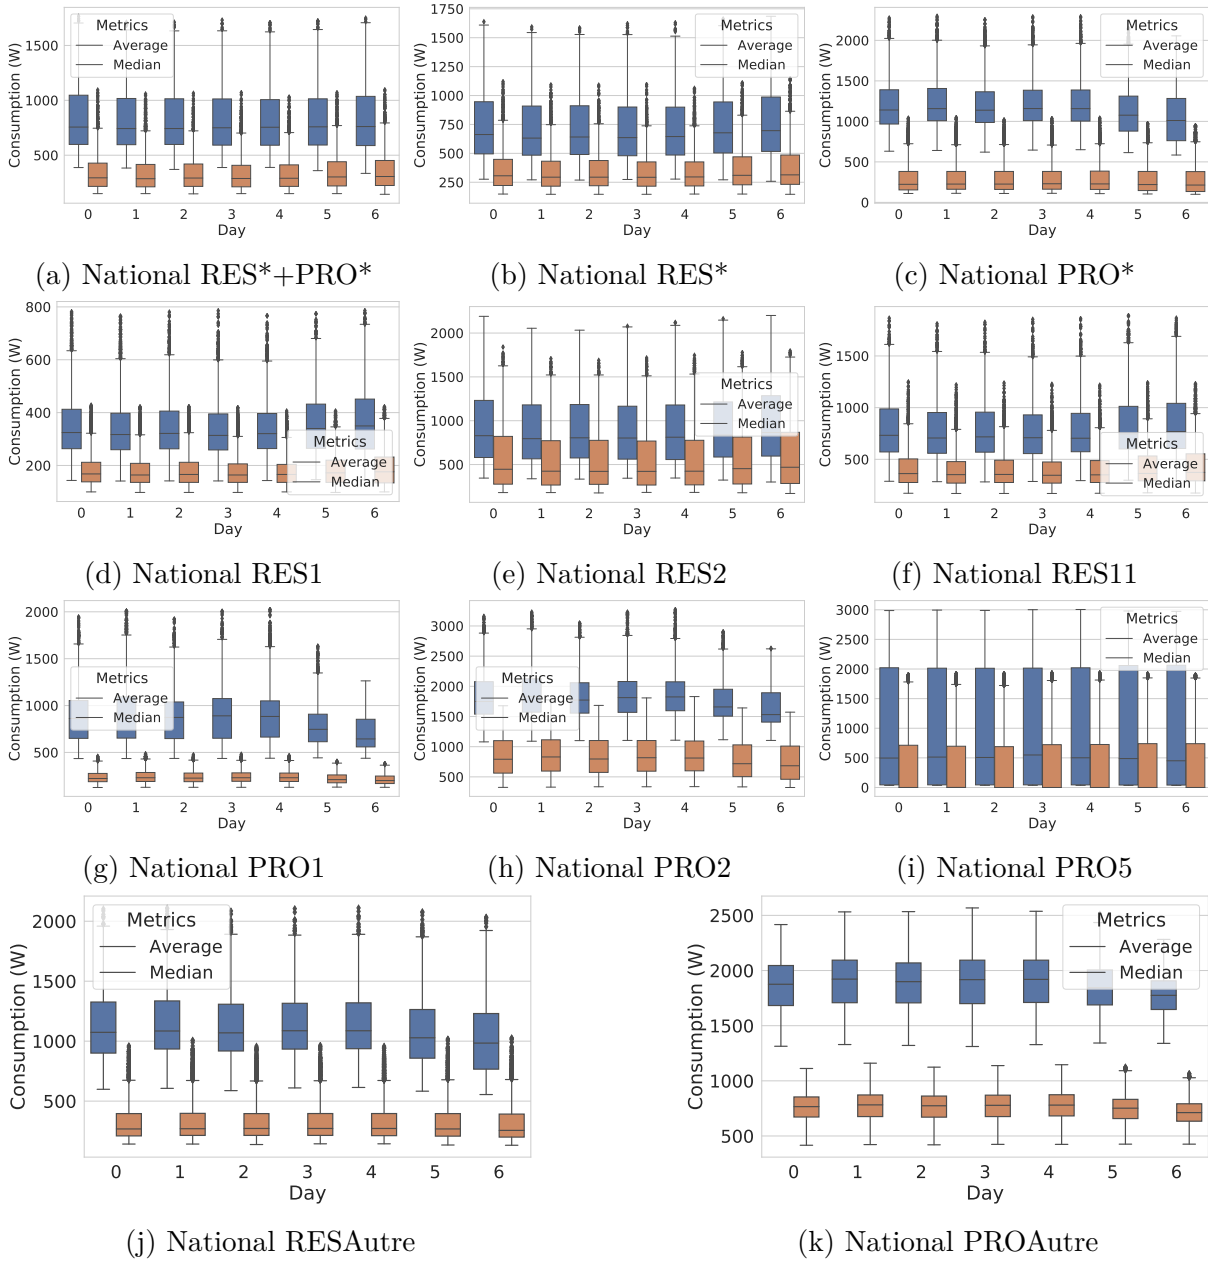 Metrics
Average
Median
Consumption (W)
1500
1000
500
0 1 2 3 4 5 6
Day
(a) National RES*+PRO*
Metrics
Average
Median
Consumption (W)
1750
1500
1250
1000
750
500
250
0 1 2 3 4 5 6
Day
(b) National RES*
Metrics
Average
Median
Consumption (W)
2000
1500
1000
500
0
0 1 2 3 4 5 6
Day
(c) National PRO*
Consumption (W)
800
600
400
200
Metrics
Average
Median
0 1 2 3 4 5 6
Day
(d) National RES1
Consumption (W)
2000
1500
1000
500
Metrics
Average
Median
0 1 2 3 4 5 6
Day
(e) National RES2
Consumption (W)
1500
1000
500
Metrics
Average
Median
0 1 2 3 4 5 6
Day
(f) National RES11
Consumption (W)
2000
1500
1000
500
Metrics
Average
Median
0 1 2 3 4 5 6
Day
(g) National PRO1
Consumption (W)
3000
2500
2000
1500
1000
500
Metrics
Average
Median
0 1 2 3 4 5 6
Day
(h) National PRO2
Consumption (W)
3000
2500
2000
1500
1000
500
0
Metrics
Average
Median
0 1 2 3 4 5 6
Day
(i) National PRO5
Consumption (W)
2000
1500
1000
500
Metrics
Average
Median
0 1 2 3 4 5 6
Day
(j) National RESAutre
Consumption (W)
2500
2000
1500
1000
500
Metrics
Average
Median
0 1 2 3 4 5 6
Day
(k) National PROAutre